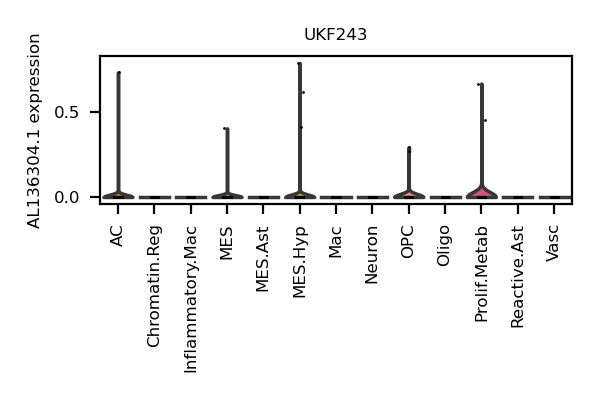 UKF243
AL136304.1 expression
0.5
0.0
AC
Chromatin.Reg
Inflammatory.Mac
MES
MES.Ast
MES.Hyp
Mac
Neuron
OPC
Oligo
Prolif.Metab
Reactive.Ast
Vasc